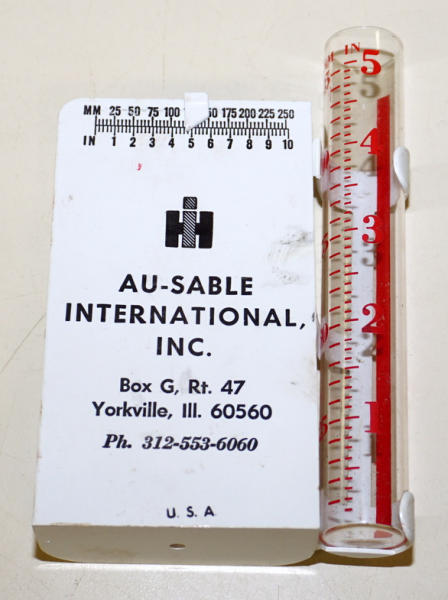 MM 25 50 75 100 150 175 200 225 250
IN 1 2 3 4 5 6 7 8 9 10
IH
AU-SABLE
INTERNATIONAL,
INC.
Box G, Rt. 47
Yorkville, Ill. 60560
Ph. 312-553-6060
U. S. A.
IN
5
4
3
2
1